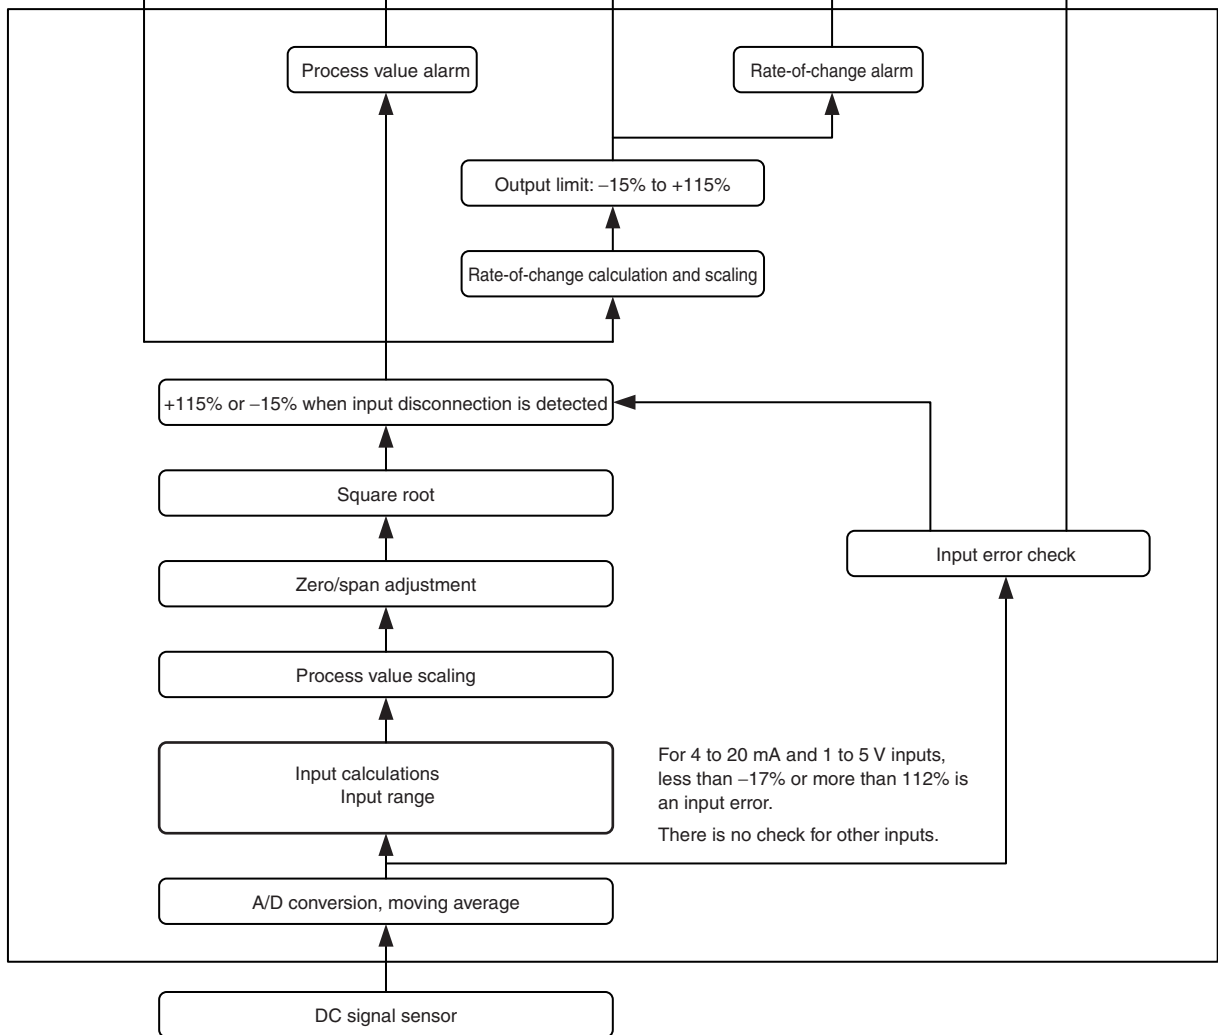 Process value alarm
Rate-of-change alarm
Output limit: –15% to +115%
Rate-of-change calculation and scaling
+115% or –15% when input disconnection is detected
Square root
Input error check
Zero/span adjustment
Process value scaling
Input calculations
Input range
For 4 to 20 mA and 1 to 5 V inputs,
less than –17% or more than 112% is
an input error.
There is no check for other inputs.
A/D conversion, moving average
DC signal sensor